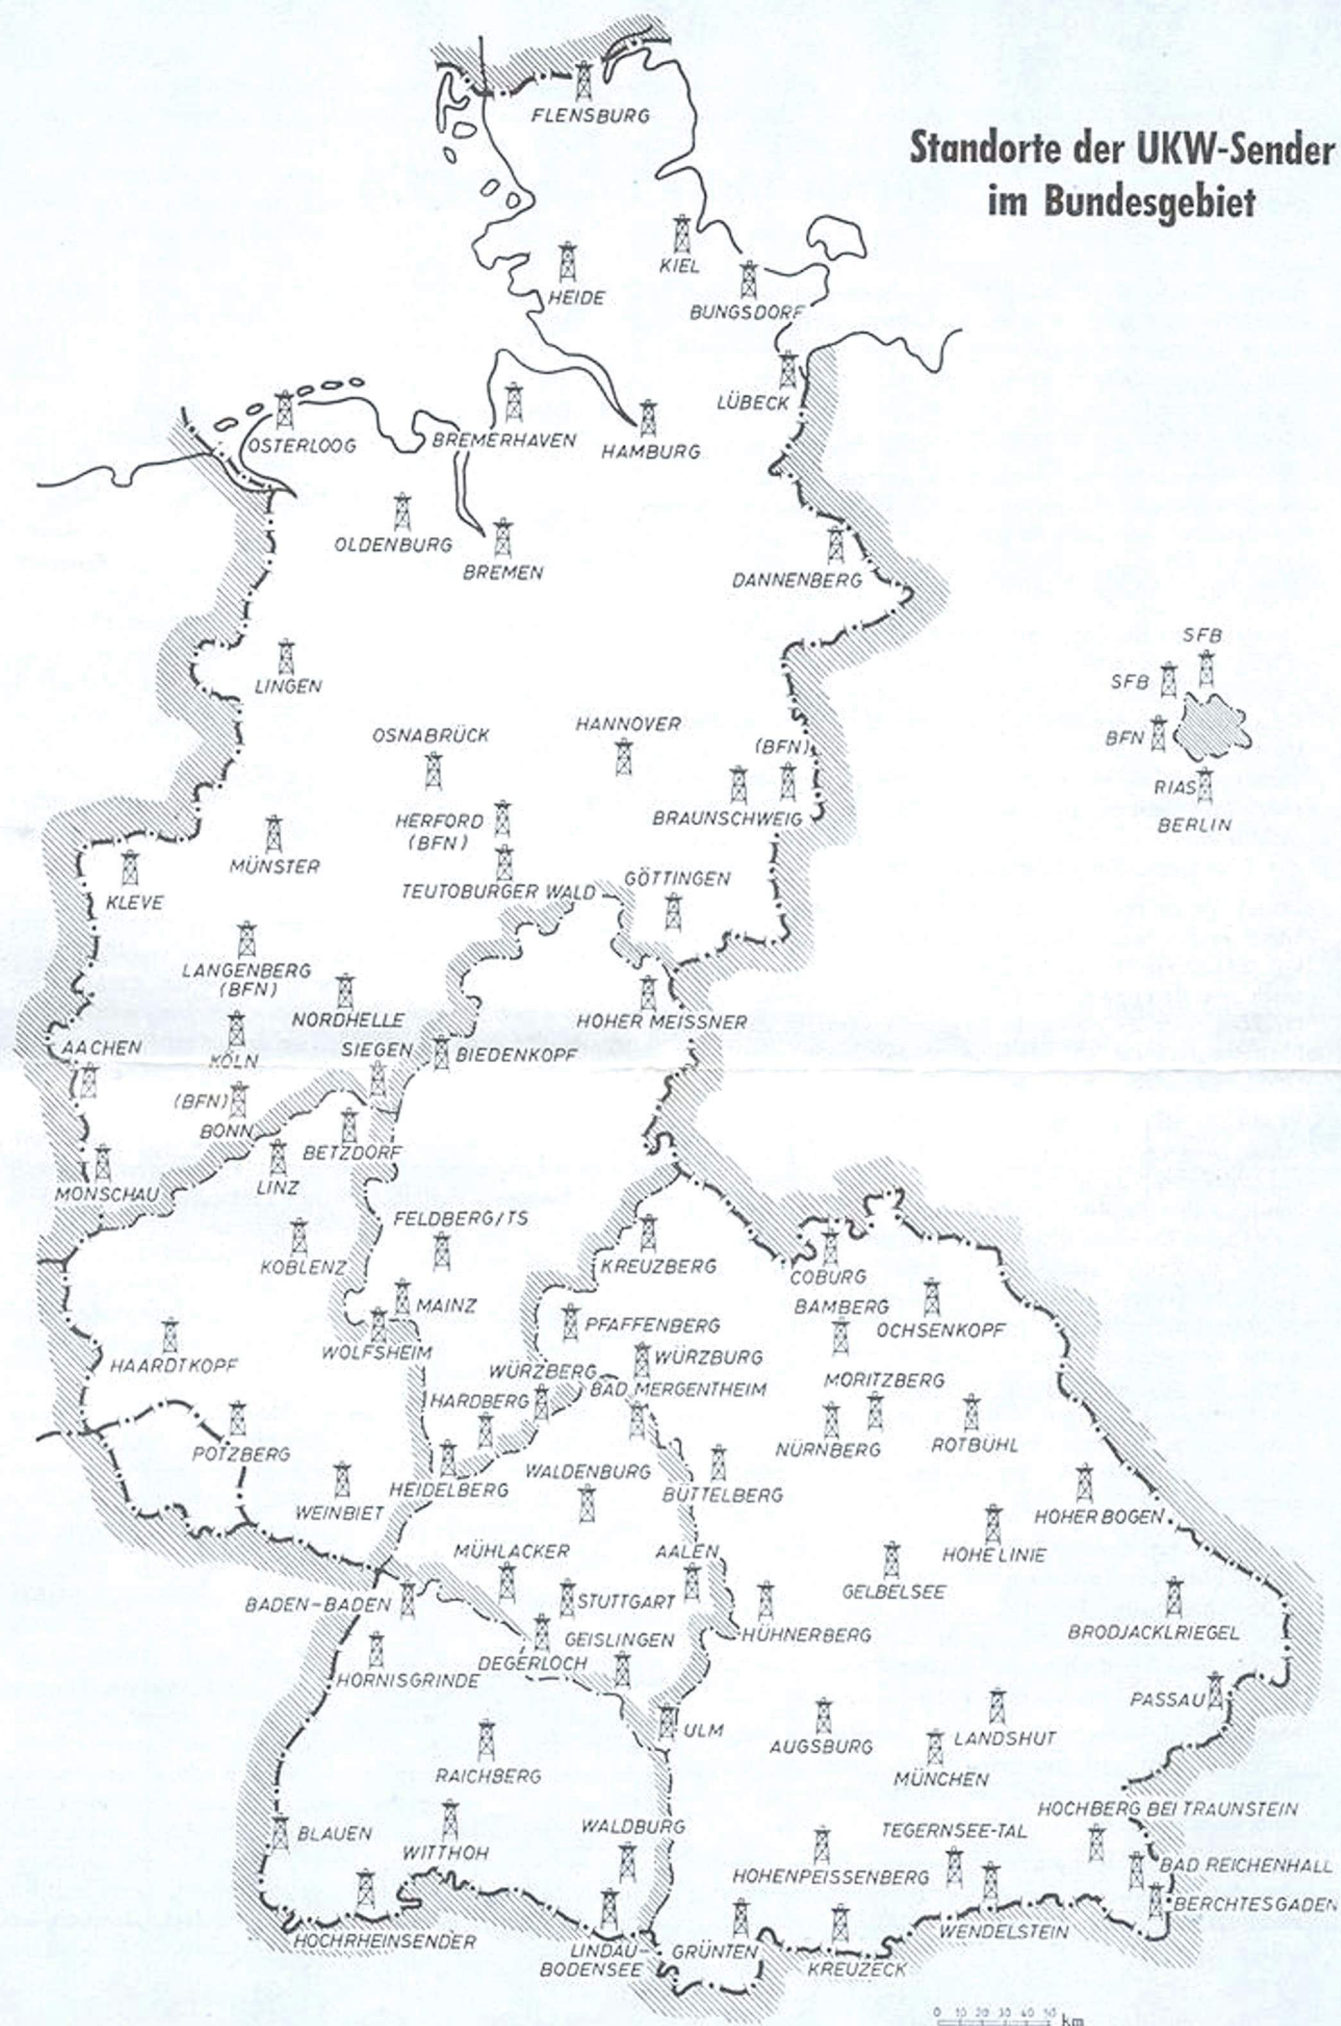 Standorte der UKW-Sender
im Bundesgebiet
FLENSBURG
KIEL
HEIDE
BUNGSDORF
LÜBECK
OSTERLOOG
BREMERHAVEN
HAMBURG
OLDENBURG
BREMEN
DANNENBERG
SFB
SFB
BFN
RIAS
BERLIN
LINGEN
OSNABRÜCK
HANNOVER
(BFN)
BRAUNSCHWEIG
HERFORD
(BFN)
MÜNSTER
TEUTOBURGER WALD
GÖTTINGEN
KLEVE
LANGENBERG
(BFN)
NORDHELLE
HOHER MEISSNER
AACHEN
KÖLN
SIEGEN
BIEDENKOPF
(BFN)
BONN
BETZDORF
MONSCHAU
LINZ
FELDBERG/TS
KOBLENZ
KREUZBERG
COBURG
MAINZ
BAMBERG
OCHSENKOPF
PFAFFENBERG
WOLFSHEIM
HAARDTKOPF
WÜRZBURG
WÜRZBERG
BAD MERGENTHEIM
MORITZBERG
HARDBERG
POTZBERG
NÜRNBERG
ROTBÜHL
WALDENBURG
HEIDELBERG
BÜTTELBERG
WEINBIET
HOHER BOGEN
MÜHLACKER
AALEN
HOHE LINIE
GELBELSEE
BADEN-BADEN
STUTTGART
GEISLINGEN
HÜHNERBERG
BRODJACKLRIEGEL
DEGERLOCH
HORNISGRINDE
PASSAU
ULM
AUGSBURG
LANDSHUT
RAICHBERG
MÜNCHEN
HOCHBERG BEI TRAUNSTEIN
BLAUEN
WALDBURG
TEGERNSEE-TAL
WITTHOH
HOHENPEISSENBERG
BAD REICHENHALL
BERCHTESGADEN
HOCHRHEINSENDER
WENDELSTEIN
LINDAU-
BODENSEE
GRÜNTEN
KREUZECK
0 10 20 30 40 50 km